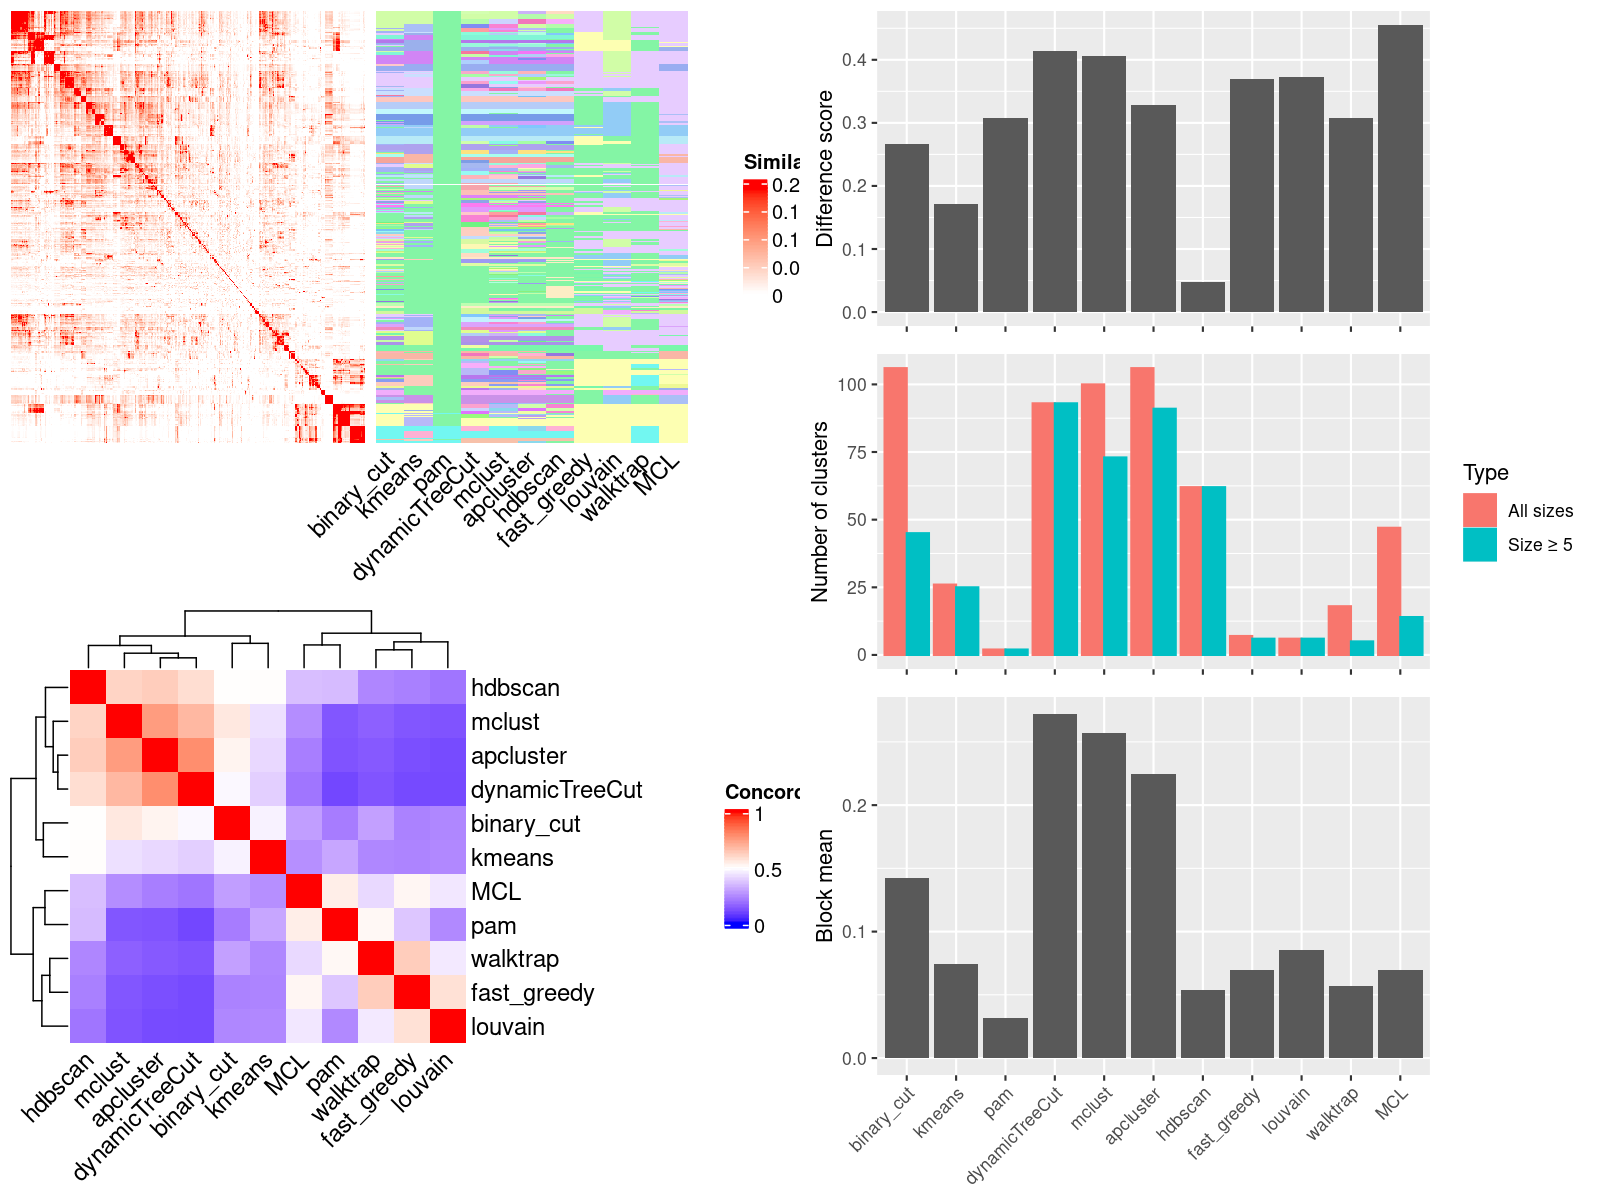 Simila
0.2
0.1
0.1
0.0
0
binary_cut
kmeans
pam
dynamicTreeCut
mclust
apcluster
hdbscan
fast_greedy
louvain
walktrap
MCL
hdbscan
mclust
apcluster
dynamicTreeCut
binary_cut
kmeans
MCL
pam
walktrap
fast_greedy
louvain
hdbscan
mclust
apcluster
dynamicTreeCut
binary_cut
kmeans
MCL
pam
walktrap
fast_greedy
louvain
Concord
1
0.5
0
Difference score
0.4
0.3
0.2
0.1
0.0
Number of clusters
100
75
50
25
0
Type
All sizes
Size ≥ 5
Block mean
0.2
0.1
0.0
binary_cut
kmeans
pam
dynamicTreeCut
mclust
apcluster
hdbscan
fast_greedy
louvain
walktrap
MCL